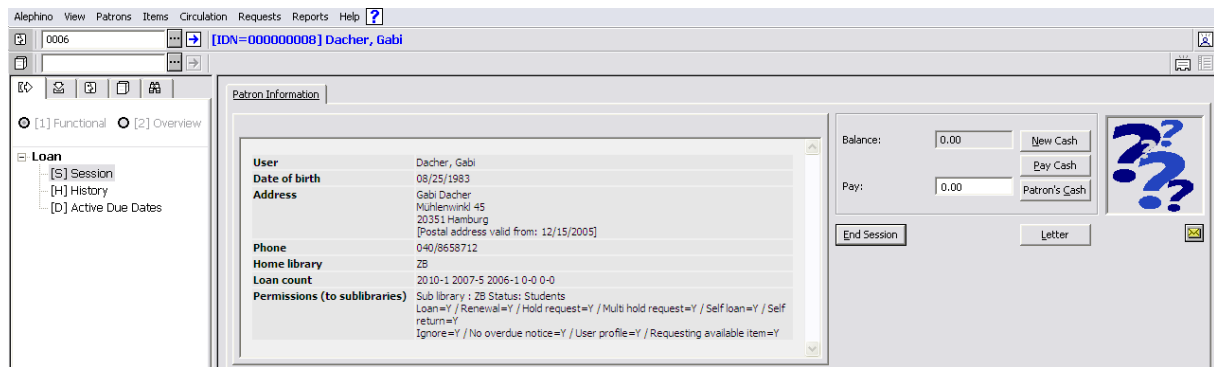 Alephino View Patrons Items Circulation Requests Reports Help ?
0006 ... [IDN=000000008] Dacher, Gabi
...
[1] Functional [2] Overview
Loan
[S] Session
[H] History
[D] Active Due Dates
Patron Information
User Dacher, Gabi
Date of birth 08/25/1983
Address Gabi Dacher
Mühlenwinkl 45
20351 Hamburg
[Postal address valid from: 12/15/2005]
Phone 040/8658712
Home library ZB
Loan count 2010-1 2007-5 2006-1 0-0 0-0
Permissions (to sublibraries) Sub library : ZB Status: Students
Loan=Y / Renewal=Y / Hold request=Y / Multi hold request=Y / Self loan=Y / Self
return=Y
Ignore=Y / No overdue notice=Y / User profile=Y / Requesting available item=Y
Balance: 0.00 New Cash
Pay Cash
Pay: 0.00 Patron's Cash
End Session Letter
???